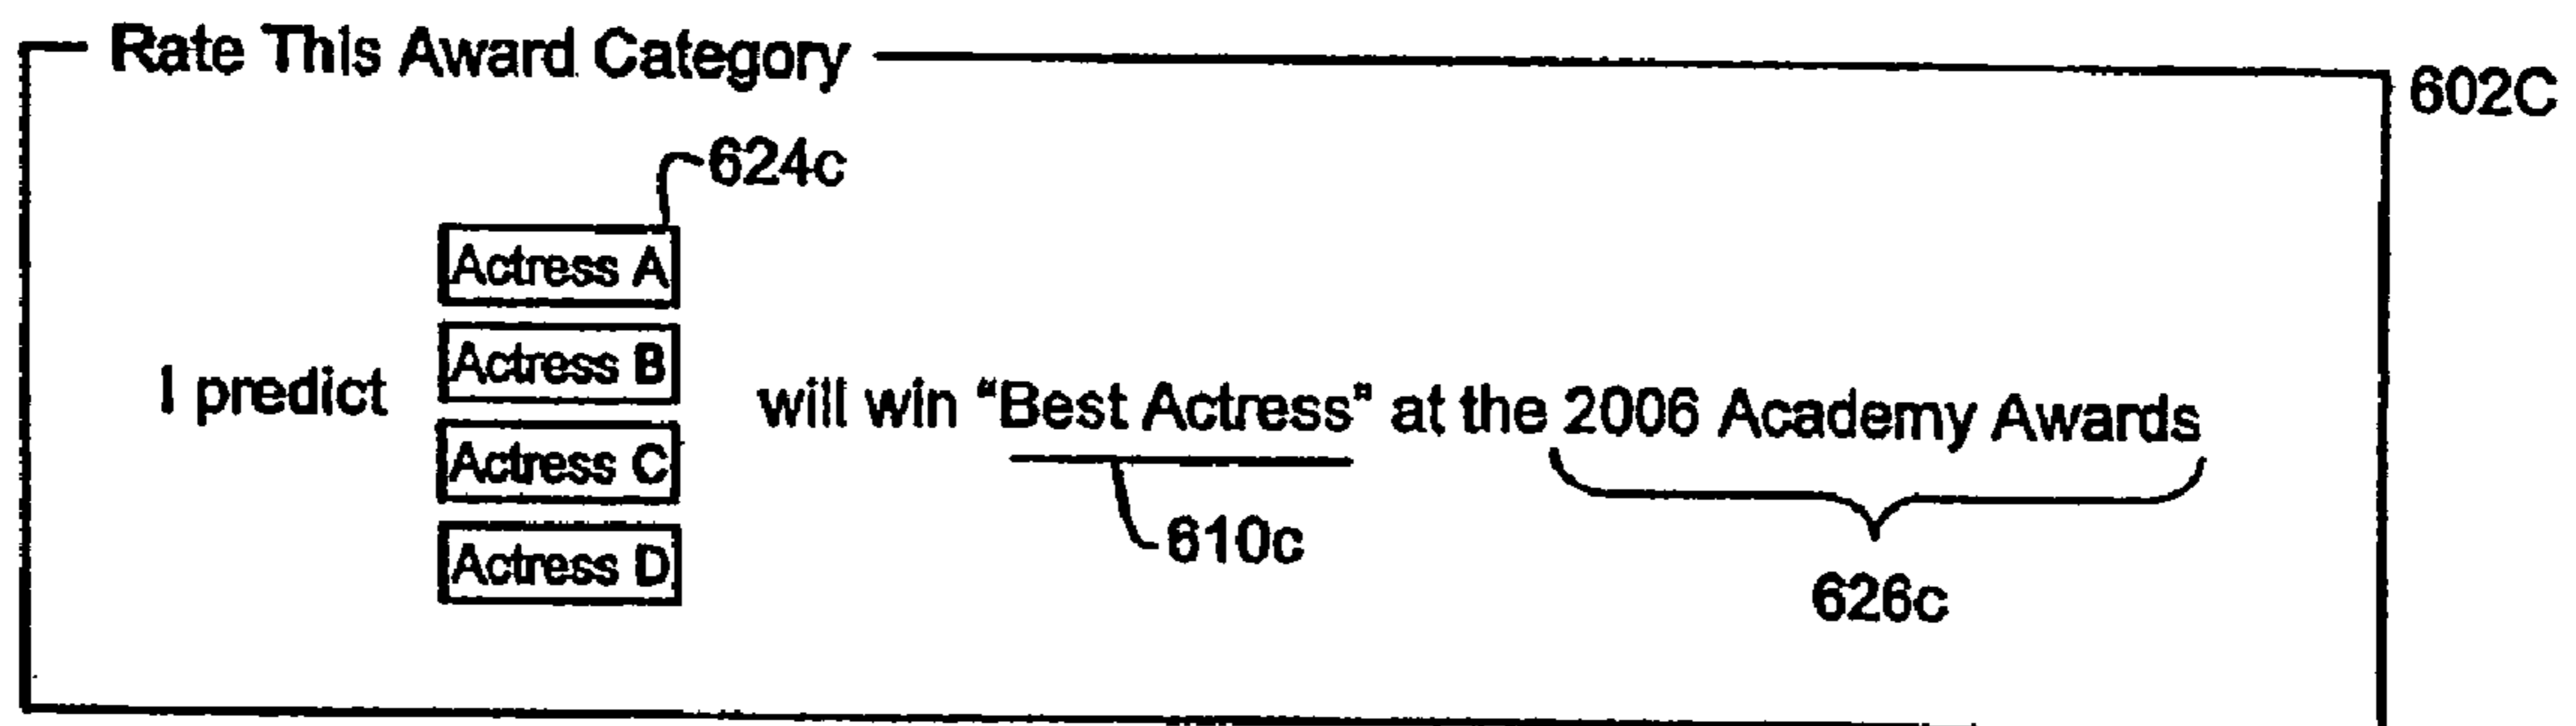 Rate This Award Category
602C
624c
Actress A
Actress B
I predict
will win “Best Actress” at the 2006 Academy Awards
Actress C
610c
Actress D
626c